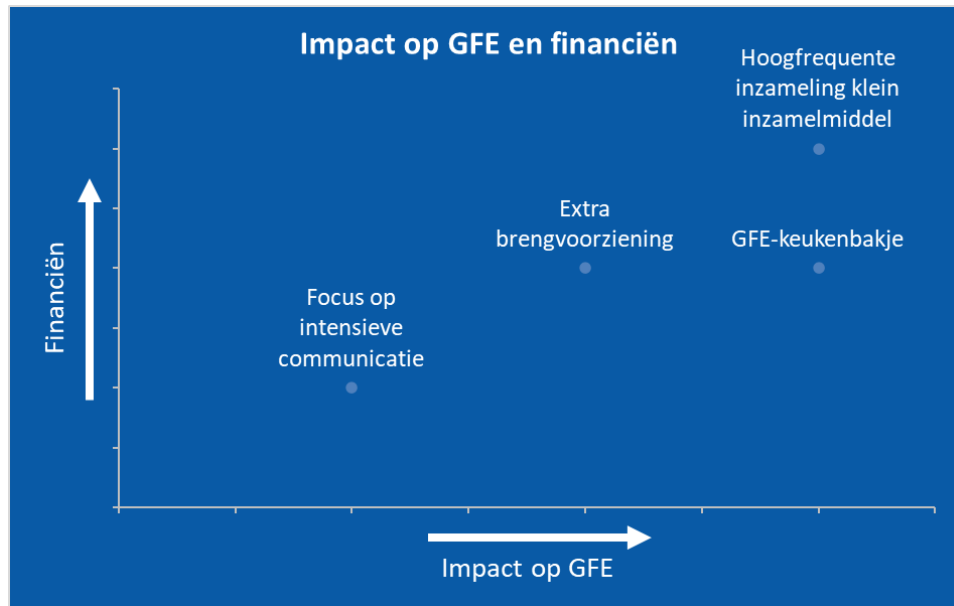 Impact op GFE en financiën
Hoogfrequente
inzameling klein
inzamelmiddel
Extra
brengvoorziening
GFE-keukenbakje
Focus op
intensieve
communicatie
Financiën
Impact op GFE